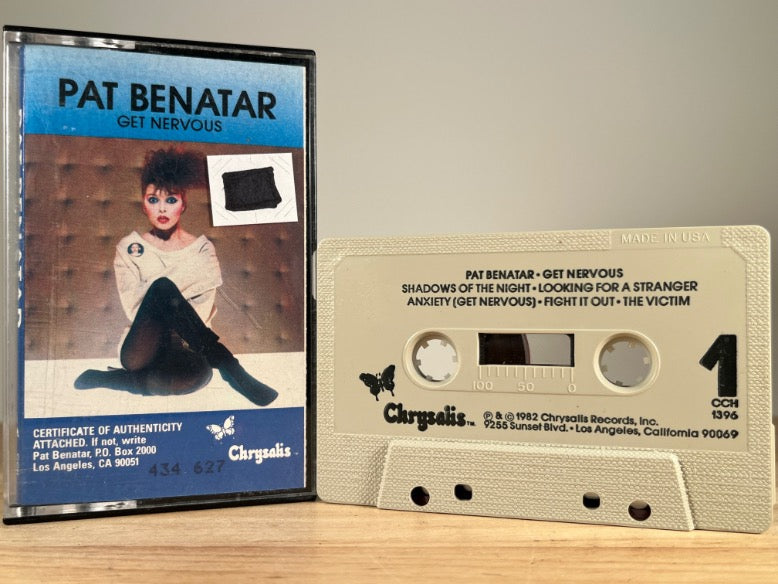 PAT BENATAR
GET NERVOUS
CERTIFICATE OF AUTHENTICITY
ATTACHED. If not, write
Pat Benatar, P.O. Box 2000
Los Angeles, CA 90051
434 627
Chrysalis
MADE IN USA
PAT BENATAR • GET NERVOUS
SHADOWS OF THE NIGHT • LOOKING FOR A STRANGER
ANXIETY (GET NERVOUS) • FIGHT IT OUT • THE VICTIM
100 50 0
1
CCH
1396
Chrysalis™
℗ & © 1982 Chrysalis Records, Inc.
9255 Sunset Blvd. • Los Angeles, California 90069